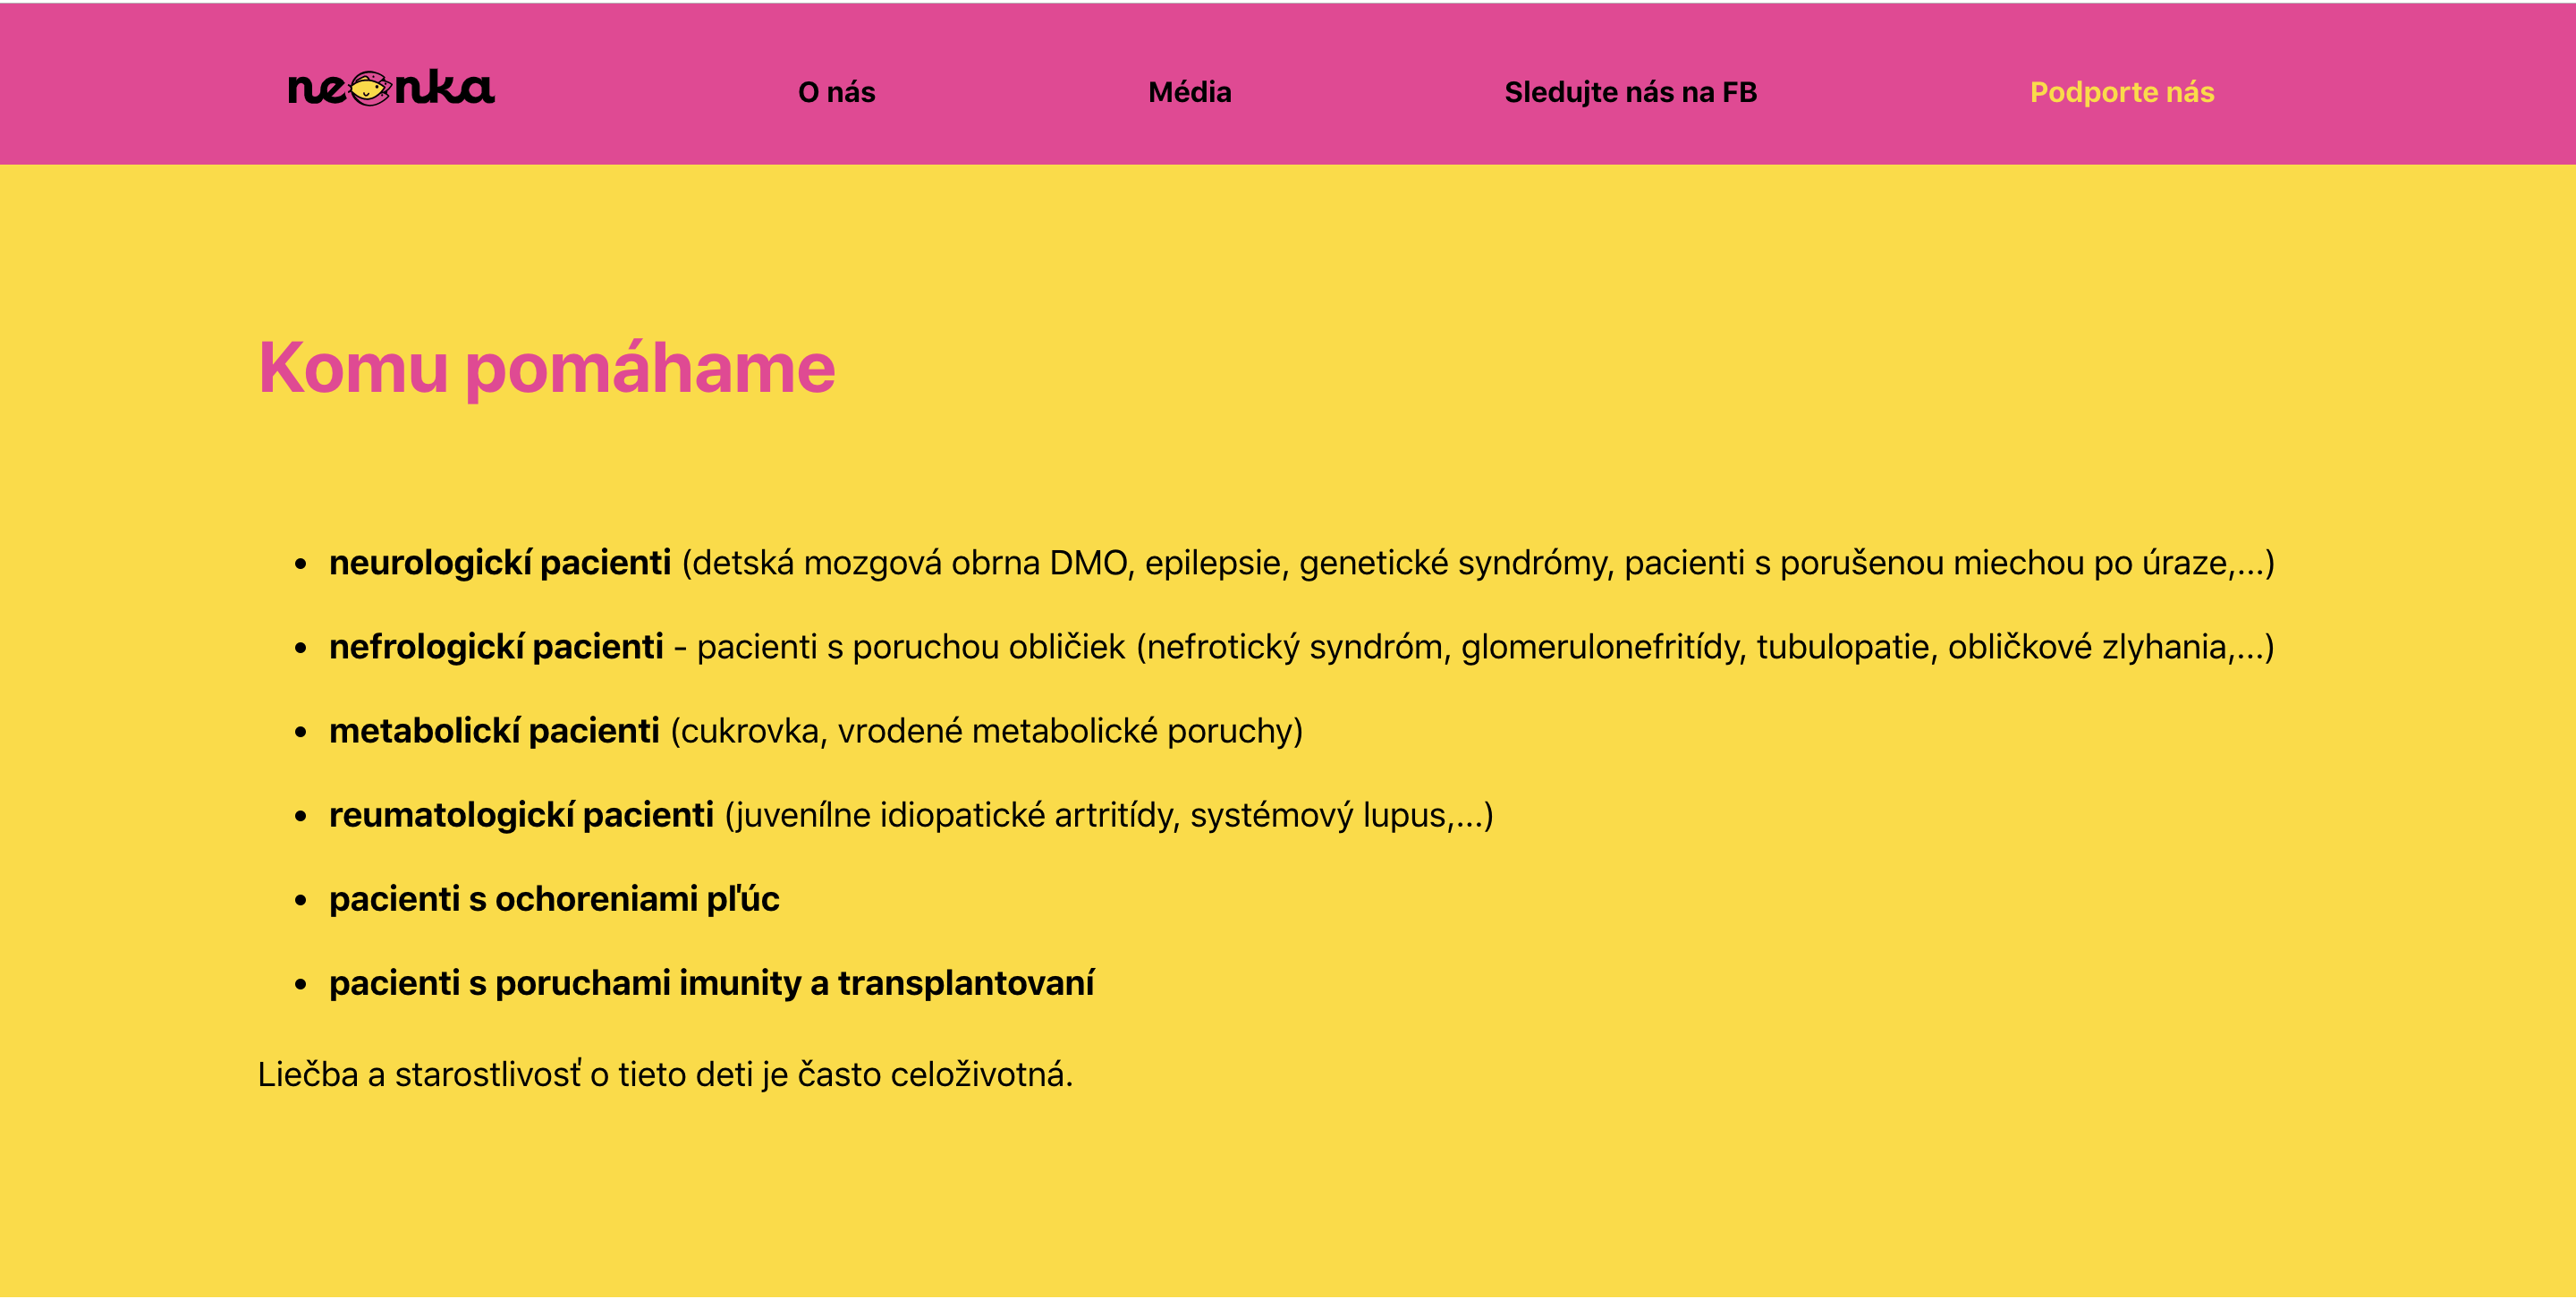 neonka
O nás
Média
Sledujte nás na FB
Podporte nás
Komu pomáhame
• neurologickí pacienti (detská mozgová obrna DMO, epilepsie, genetické syndrómy, pacienti s porušenou miechou po úraze,...)
• nefrologickí pacienti - pacienti s poruchou obličiek (nefrotický syndróm, glomerulonefritídy, tubulopatie, obličkové zlyhania,...)
• metabolickí pacienti (cukrovka, vrodené metabolické poruchy)
• reumatologickí pacienti (juvenílne idiopatické artritídy, systémový lupus,...)
• pacienti s ochoreniami pľúc
• pacienti s poruchami imunity a transplantovaní
Liečba a starostlivosť o tieto deti je často celoživotná.